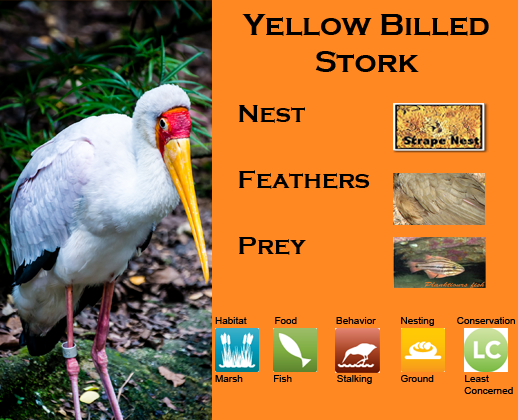 Yellow Billed
Stork
Nest
Strape Nest
Feathers
Prey
Planktivors fish
Habitat Food Behavior Nesting Conservation
LC
Marsh Fish Stalking Ground Least
Concerned